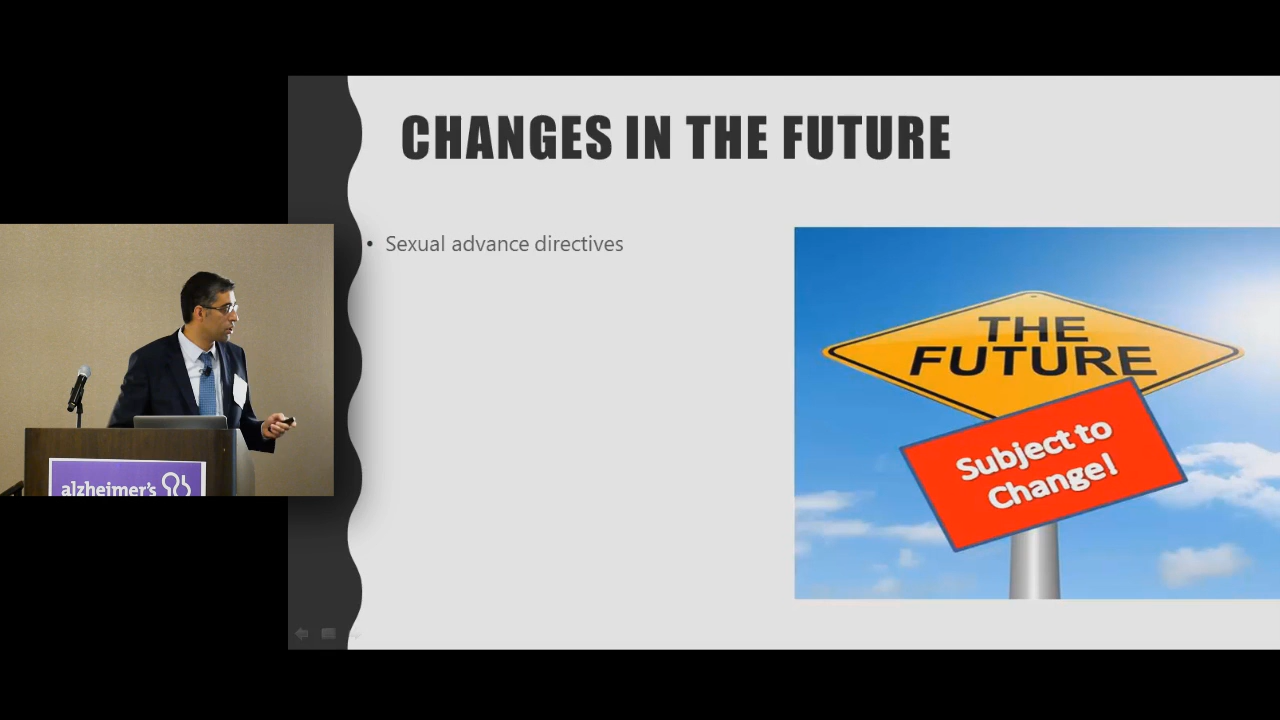 CHANGES IN THE FUTURE
• Sexual advance directives
THE
FUTURE
Subject to
Change!
alzheimer's